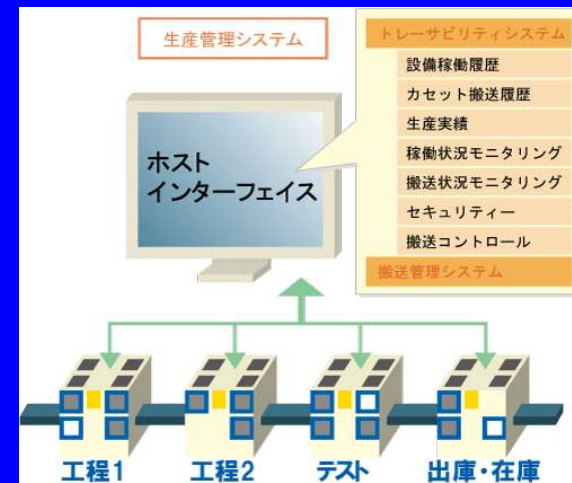 生産管理システム
トレーサビリティシステム
設備稼働履歴
カセット搬送履歴
生産実績
稼働状況モニタリング
搬送状況モニタリング
セキュリティー
搬送コントロール
搬送管理システム
ホスト
インターフェイス
工程1
工程2
テスト
出庫・在庫